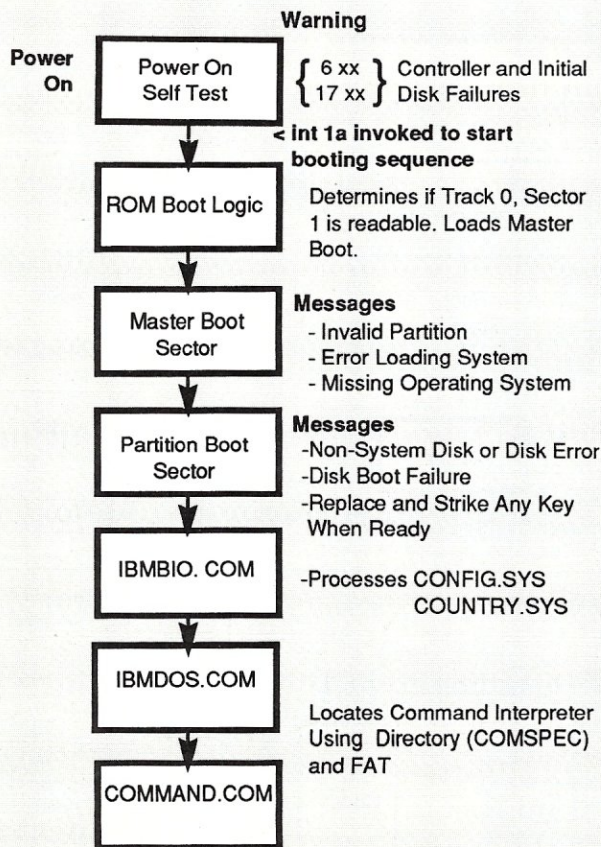 Warning
Power
On
Power On
Self Test
{ 6 xx } Controller and Initial
{ 17 xx } Disk Failures
< int 1a invoked to start
booting sequence
ROM Boot Logic
Determines if Track 0, Sector
1 is readable. Loads Master
Boot.
Master Boot
Sector
Messages
- Invalid Partition
- Error Loading System
- Missing Operating System
Partition Boot
Sector
Messages
-Non-System Disk or Disk Error
-Disk Boot Failure
-Replace and Strike Any Key
When Ready
IBMBIO. COM
-Processes CONFIG.SYS
COUNTRY.SYS
IBMDOS.COM
Locates Command Interpreter
Using Directory (COMSPEC)
and FAT
COMMAND.COM